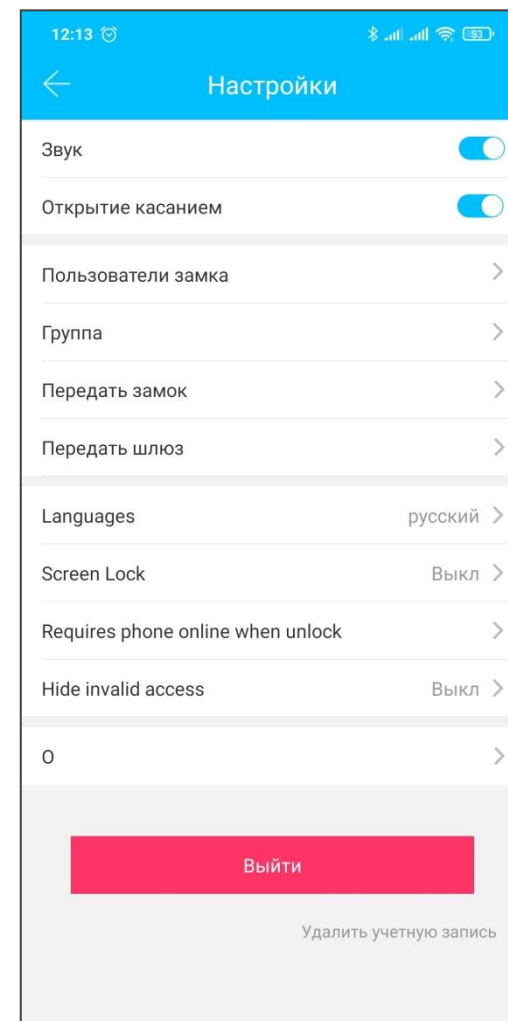 12:13 53
Настройки
Звук
Открытие касанием
Пользователи замка
Группа
Передать замок
Передать шлюз
Languages русский
Screen Lock Выкл
Requires phone online when unlock
Hide invalid access Выкл
О
Выйти
Удалить учетную запись